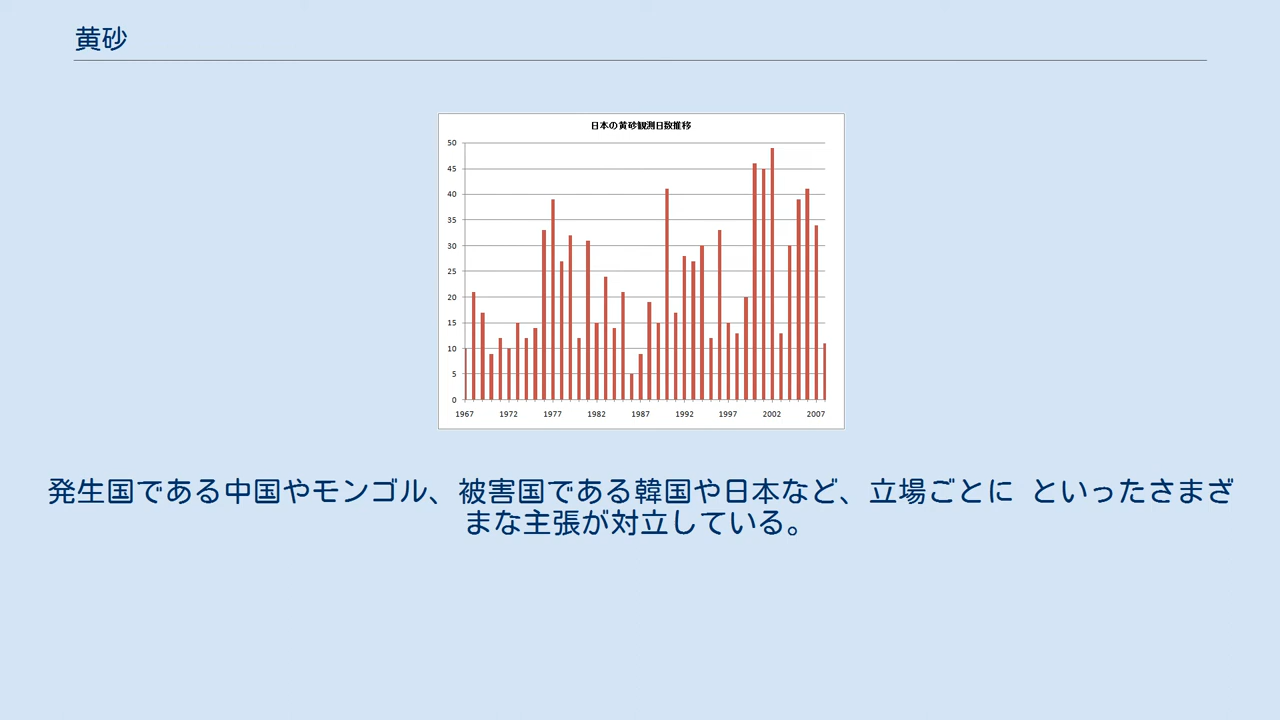 黄砂
日本の黄砂観測日数推移
50
45
40
35
30
25
20
15
10
5
0
1967 1972 1977 1982 1987 1992 1997 2002 2007
発生国である中国やモンゴル、被害国である韓国や日本など、立場ごとに といったさまざ
まな主張が対立している。